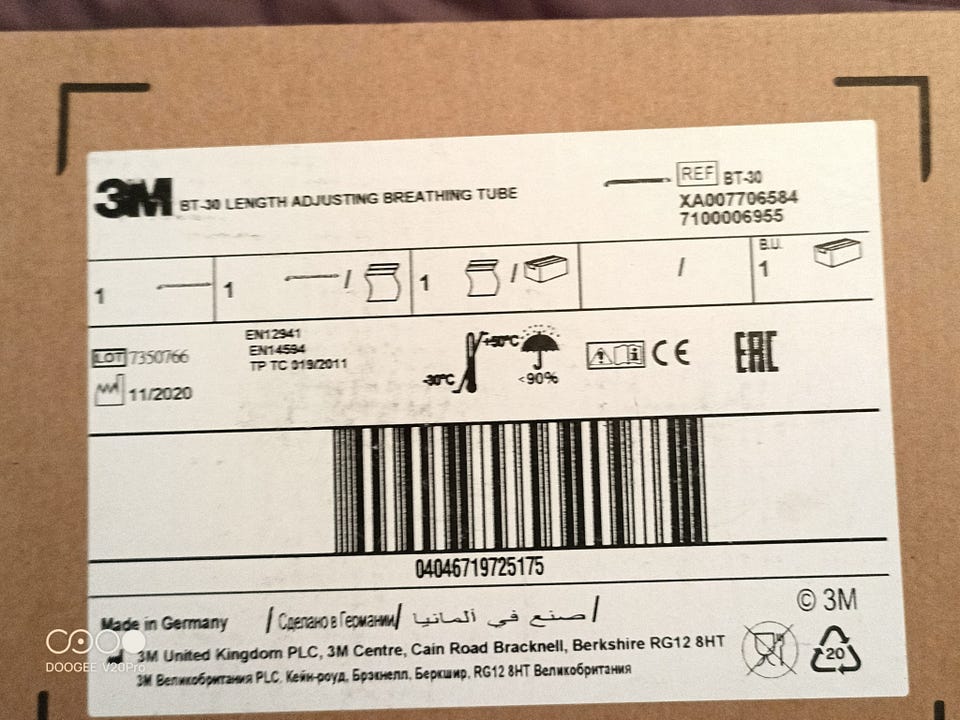 3M BT-30 LENGTH ADJUSTING BREATHING TUBE
REF BT-30
XA007706584
7100006955
1
1 /
1 /
/
B.U.
1
LOT 7350766
11/2020
EN12941
EN14594
TP TC 019/2011
-30°C +50°C
<90%
CE
EAC
04046719725175
© 3M
Made in Germany / Сделано в Германии / صنع في ألمانيا /
3M United Kingdom PLC, 3M Centre, Cain Road Bracknell, Berkshire RG12 8HT
3М Великобритания PLC, Кейн-роуд, Брэкнелл, Беркшир, RG12 8HT Великобритания
20
DOOGEE V20Pro